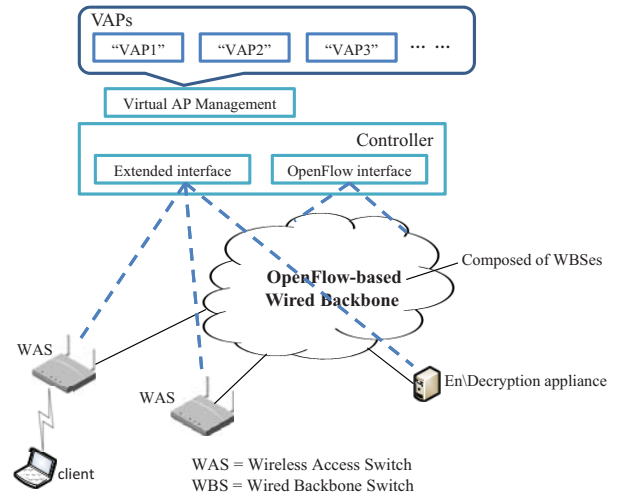 VAPs
“VAP1” “VAP2” “VAP3” ... ...
Virtual AP Management
Controller
Extended interface OpenFlow interface
Composed of WBSes
OpenFlow-based
Wired Backbone
WAS
WAS
En\Decryption appliance
client
WAS = Wireless Access Switch
WBS = Wired Backbone Switch